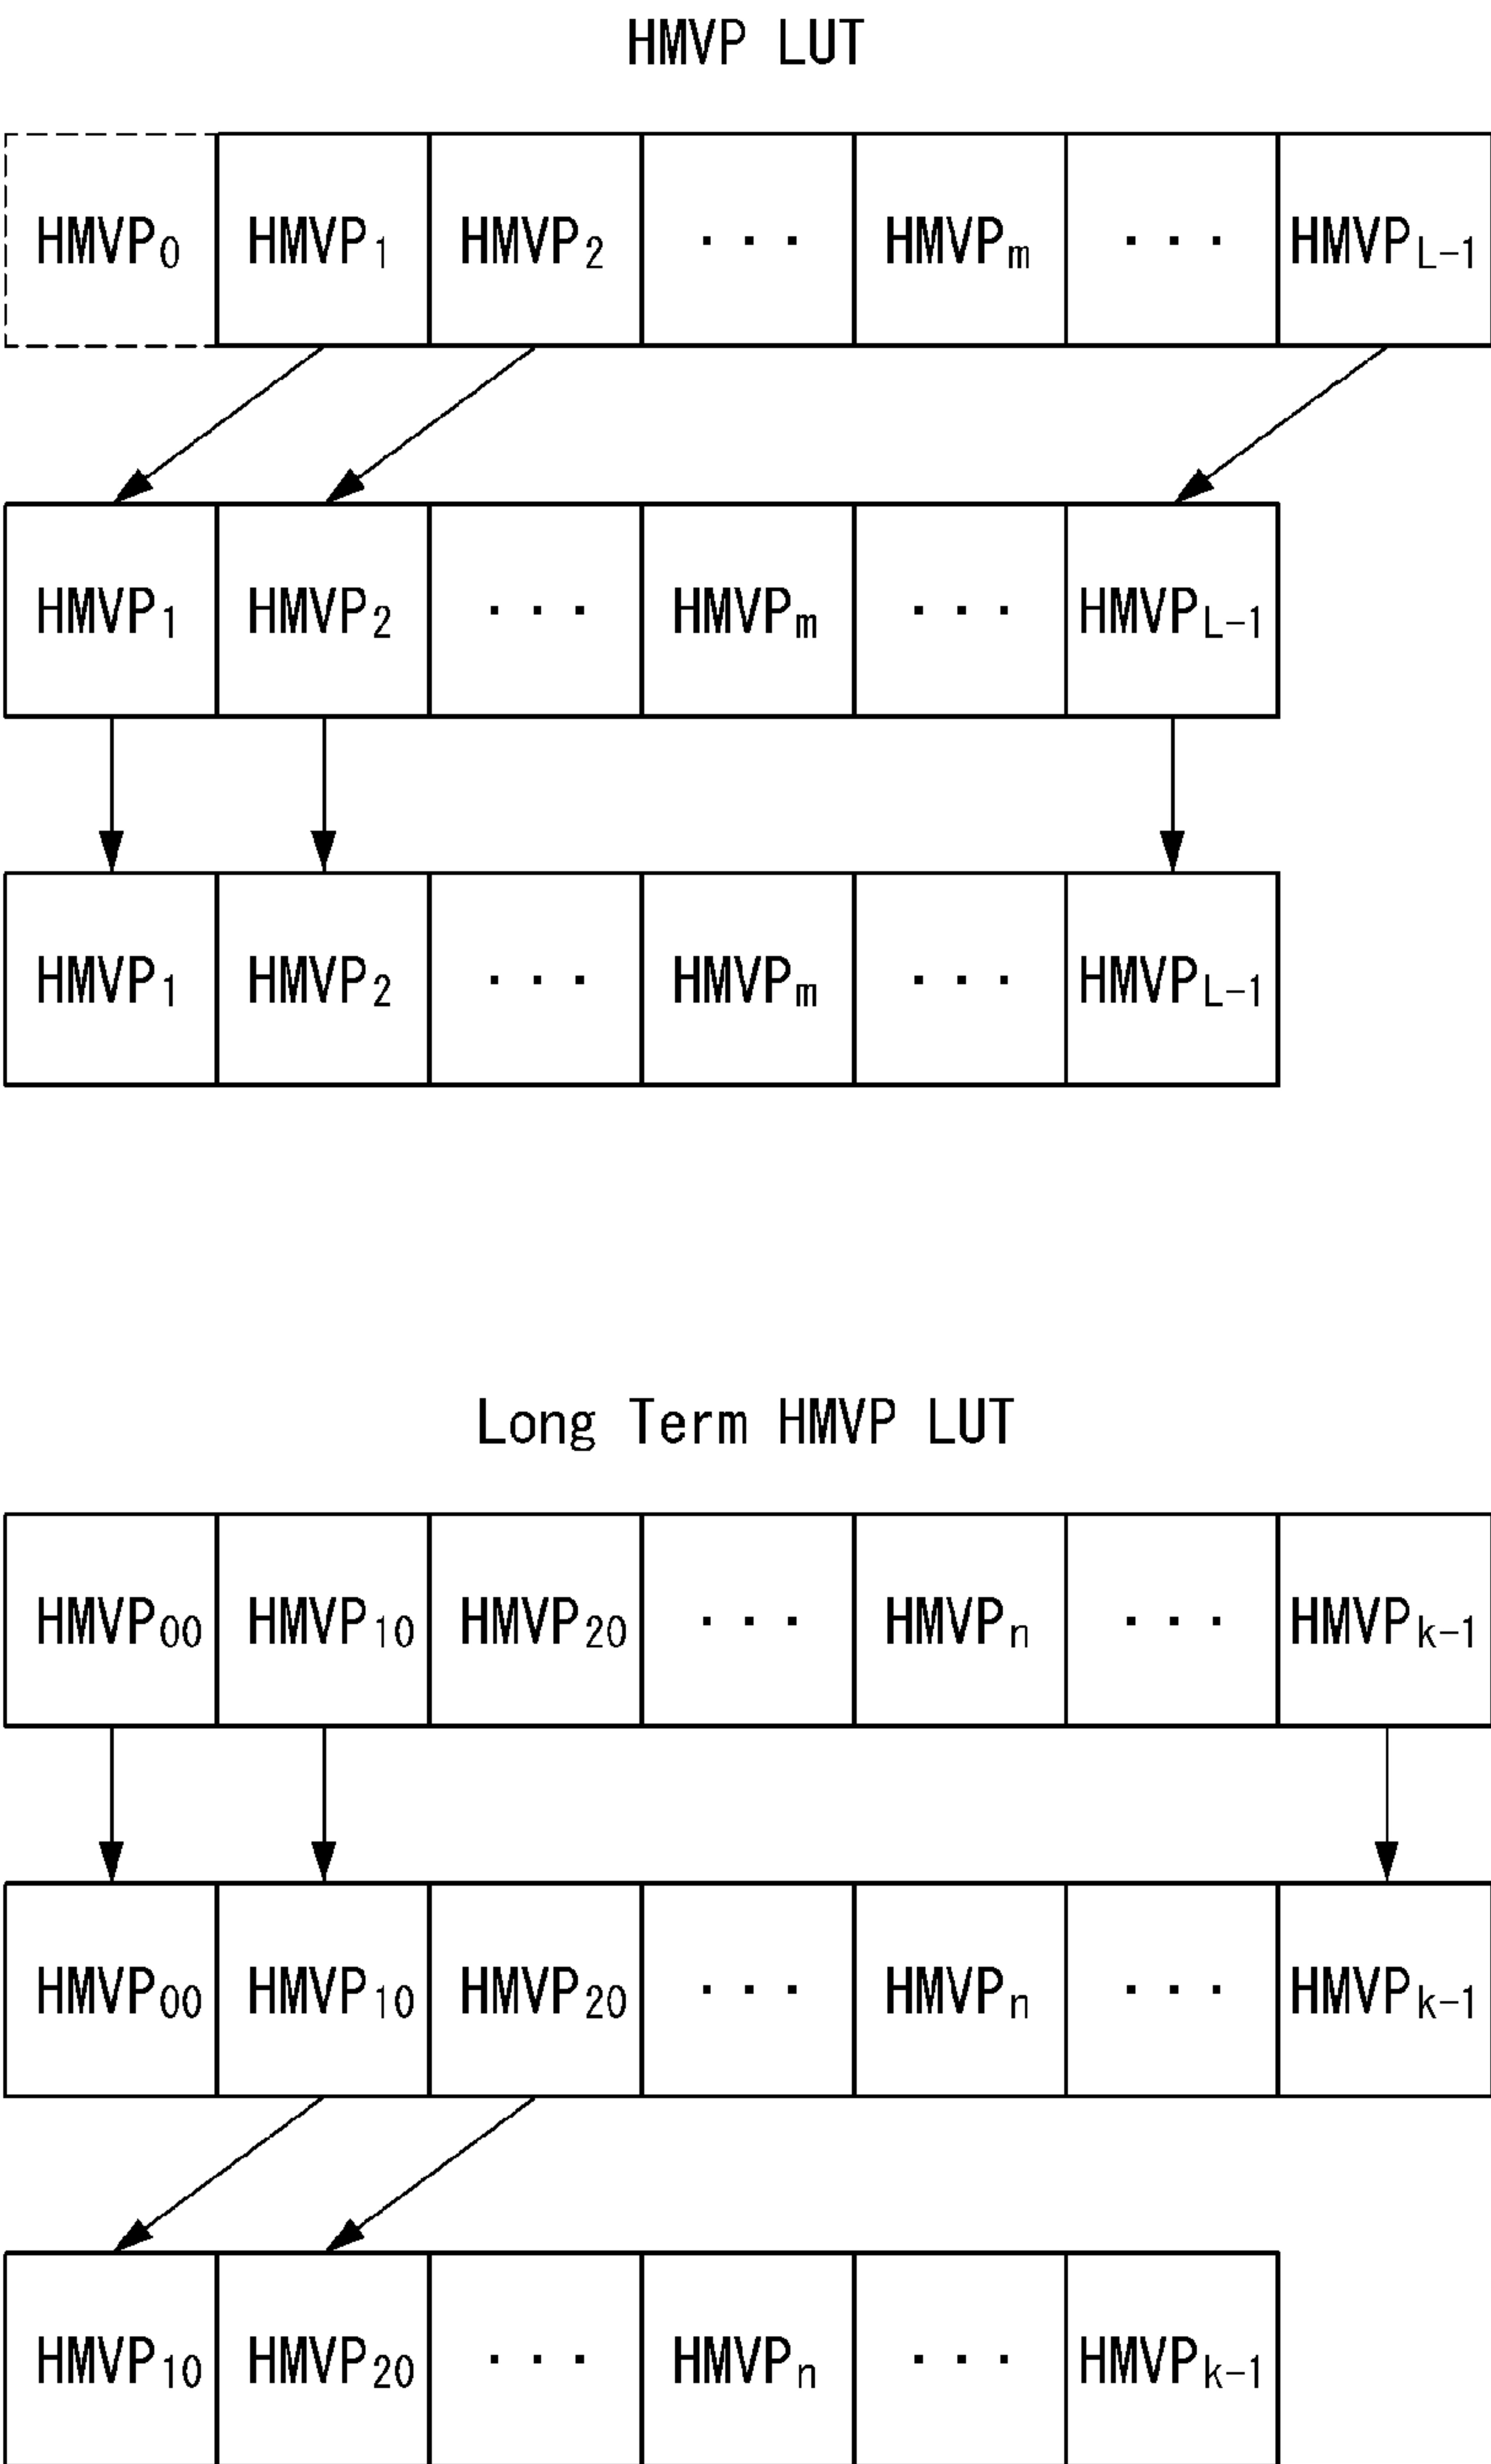 HMVP LUT
HMVP0 HMVP1 HMVP2 ... HMVPm ... HMVPL-1
HMVP1 HMVP2 ... HMVPm ... HMVPL-1
HMVP1 HMVP2 ... HMVPm ... HMVPL-1
Long Term HMVP LUT
HMVP00 HMVP10 HMVP20 ... HMVPn ... HMVPk-1
HMVP00 HMVP10 HMVP20 ... HMVPn ... HMVPk-1
HMVP10 HMVP20 ... HMVPn ... HMVPk-1